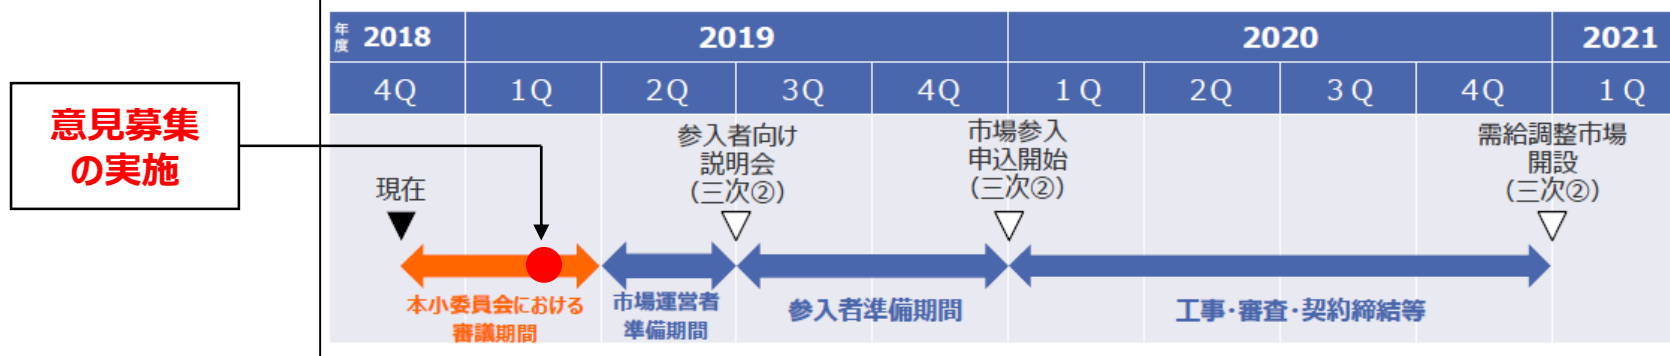 意見募集
の実施
年度 2018 2019 2020 2021
4Q 1Q 2Q 3Q 4Q 1Q 2Q 3Q 4Q 1Q
現在
参入者向け
説明会
(三次②)
市場参入
申込開始
(三次②)
需給調整市場
開設
(三次②)
本小委員会における
審議期間
市場運営者
準備期間
参入者準備期間
工事・審査・契約締結等